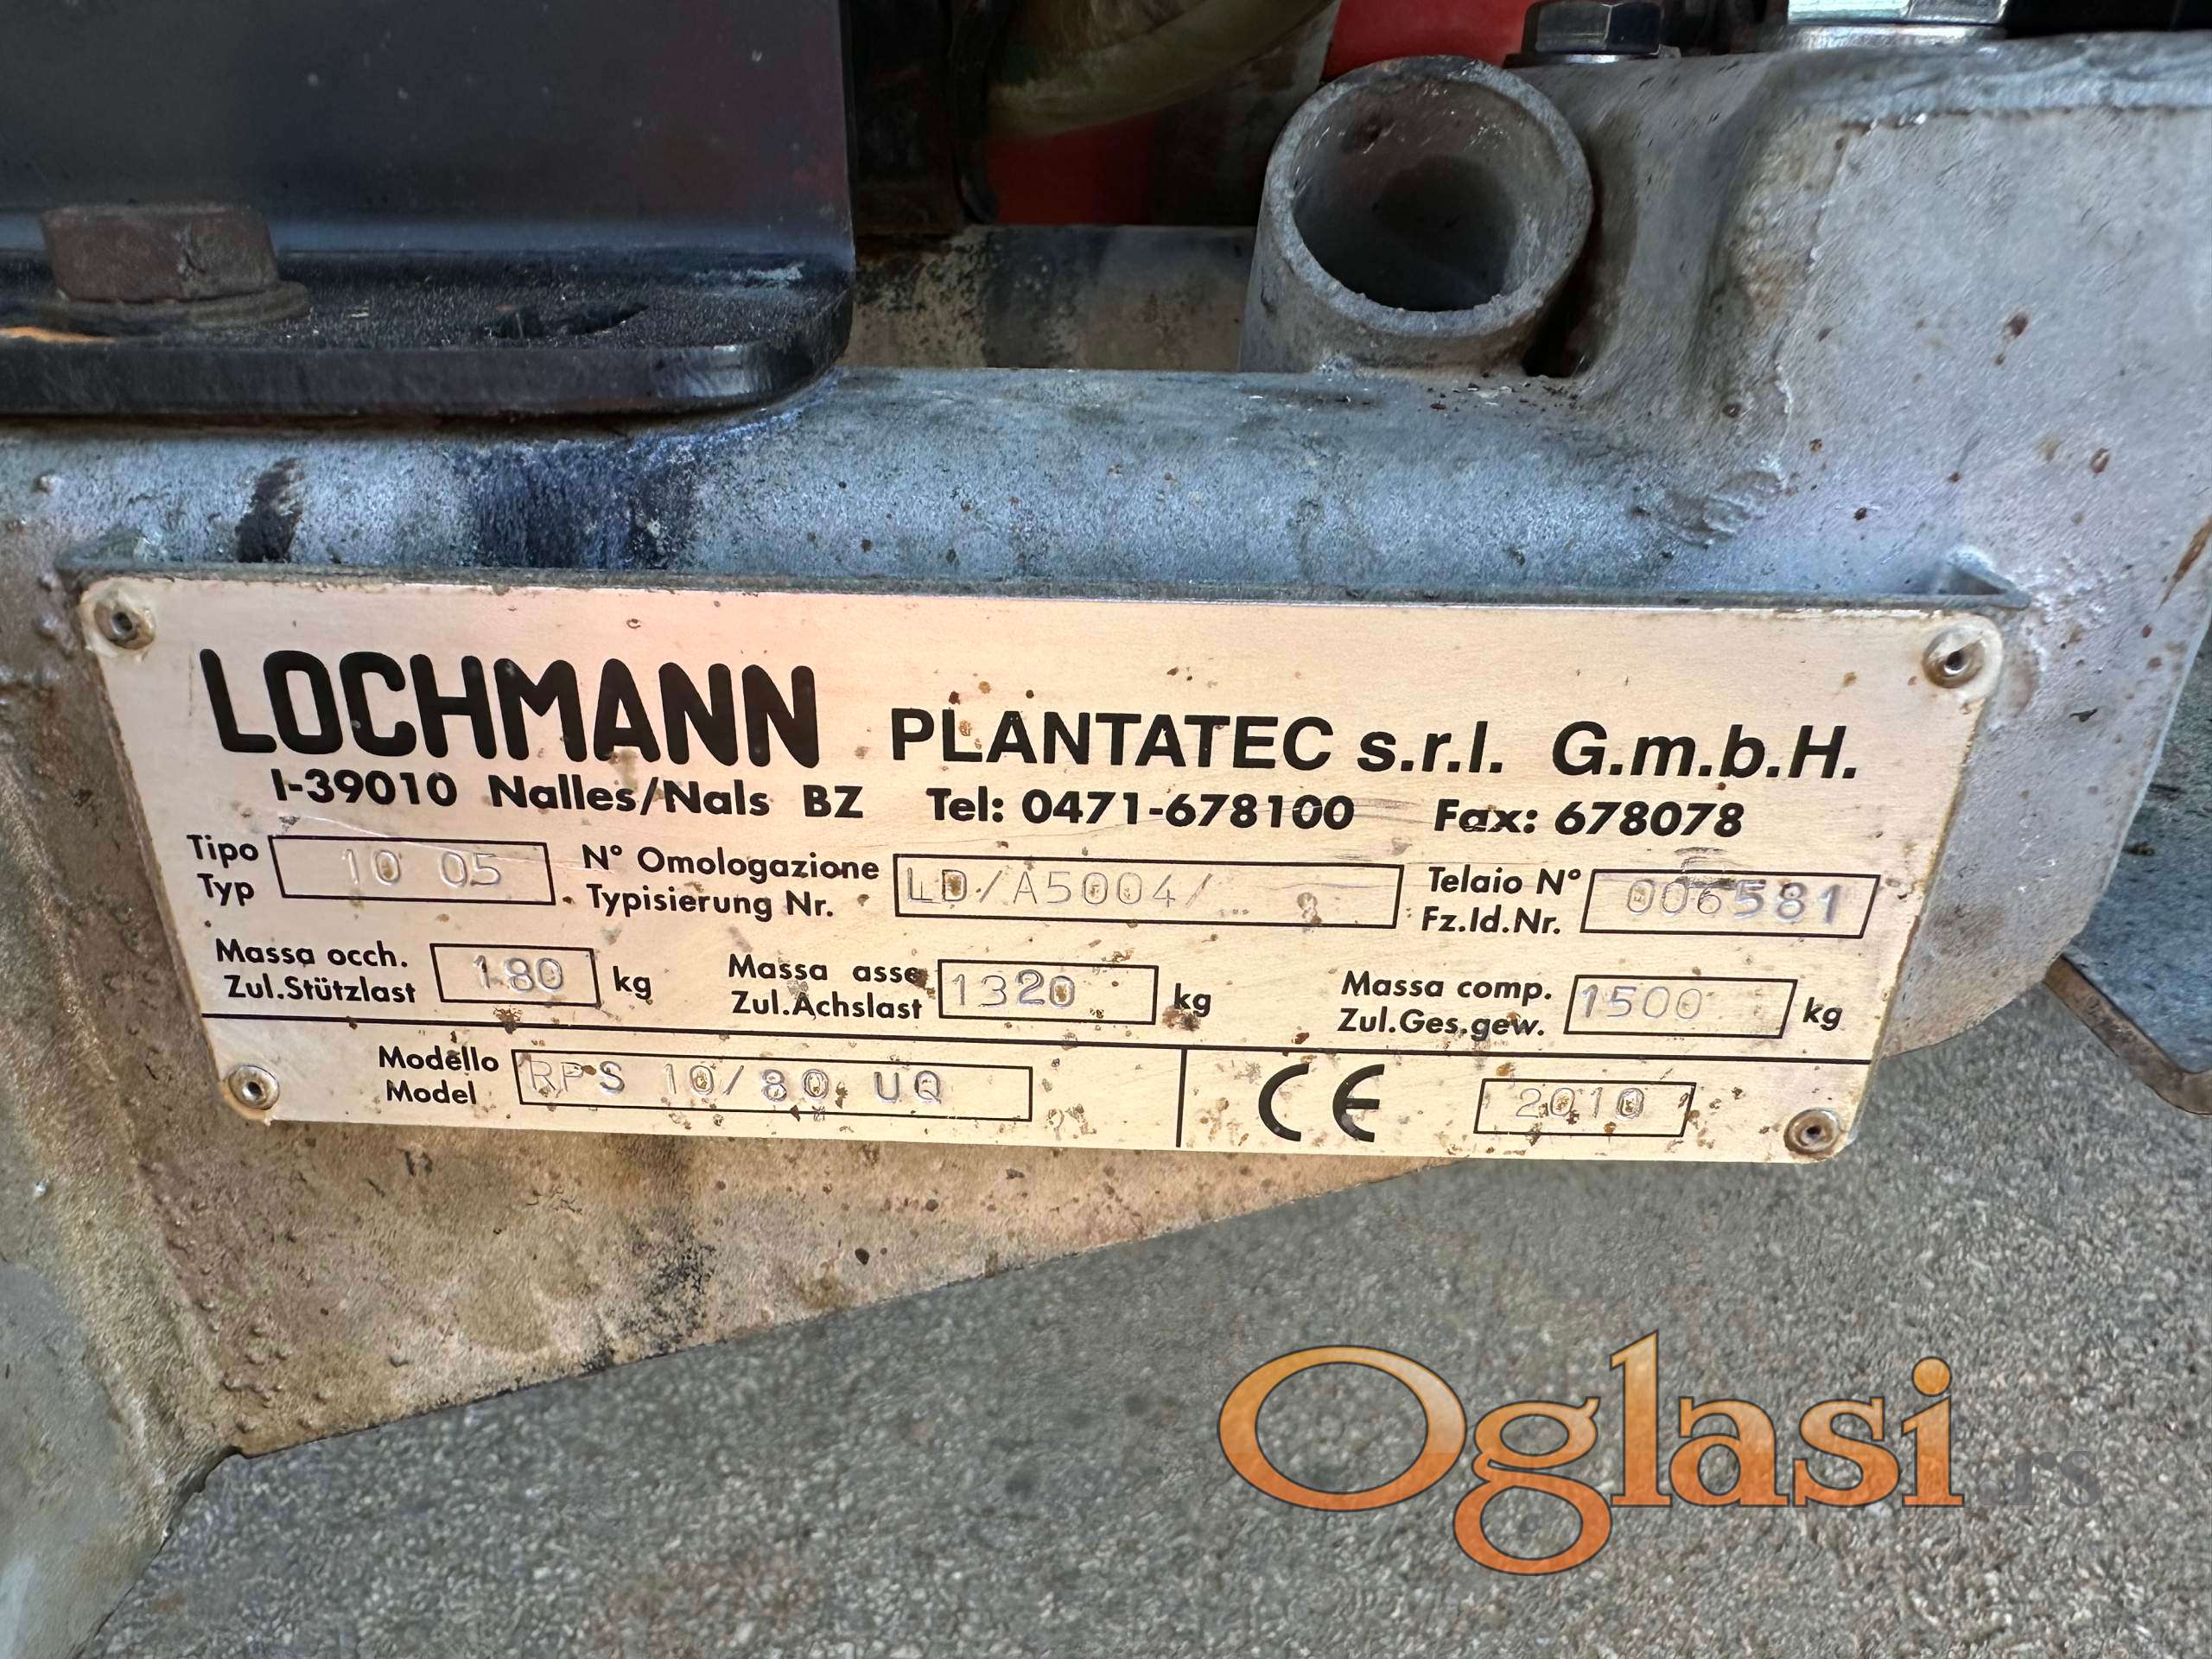 LOCHMANN PLANTATEC s.r.l. G.m.b.H.
I-39010 Nalles/Nals BZ Tel: 0471-678100 Fax: 678078
Tipo 10 05 N° Omologazione LD/A5004/ Telaio N° 006581
Typ Typisierung Nr. Fz.Id.Nr.
Massa occh. 180 kg Massa asse 1320 kg Massa comp. 1500 kg
Zul.Stützlast Zul.Achslast Zul.Ges.gew.
Modello RPS 10/80 UQ CE 2010
Model
Oglasi.rs